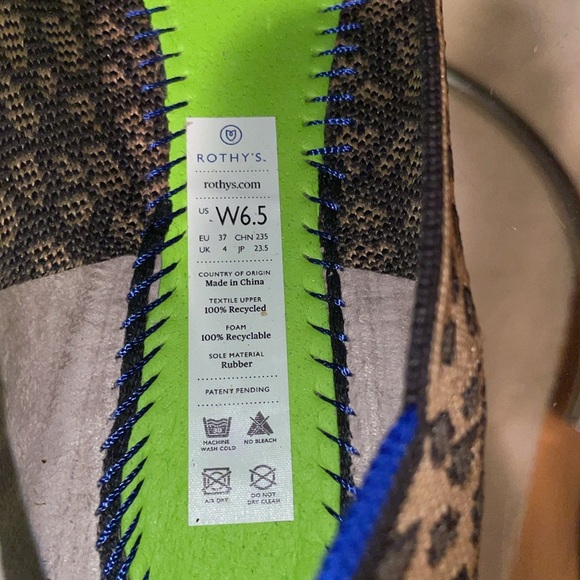 ROTHY'S
rothys.com
US W6.5
EU 37 CHN 235
UK 4 JP 23.5
COUNTRY OF ORIGIN
Made in China
TEXTILE UPPER
100% Recycled
FOAM
100% Recyclable
SOLE MATERIAL
Rubber
PATENT PENDING
30
MACHINE WASH COLD NO BLEACH
AIR DRY DO NOT DRY CLEAN